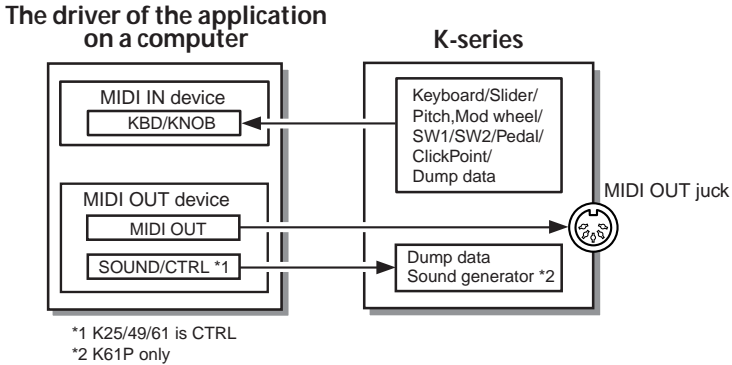 The driver of the application
on a computer
K-series
MIDI IN device
KBD/KNOB
Keyboard/Slider/
Pitch,Mod wheel/
SW1/SW2/Pedal/
ClickPoint/
Dump data
MIDI OUT juck
MIDI OUT device
MIDI OUT
SOUND/CTRL *1
Dump data
Sound generator *2
*1 K25/49/61 is CTRL
*2 K61P only